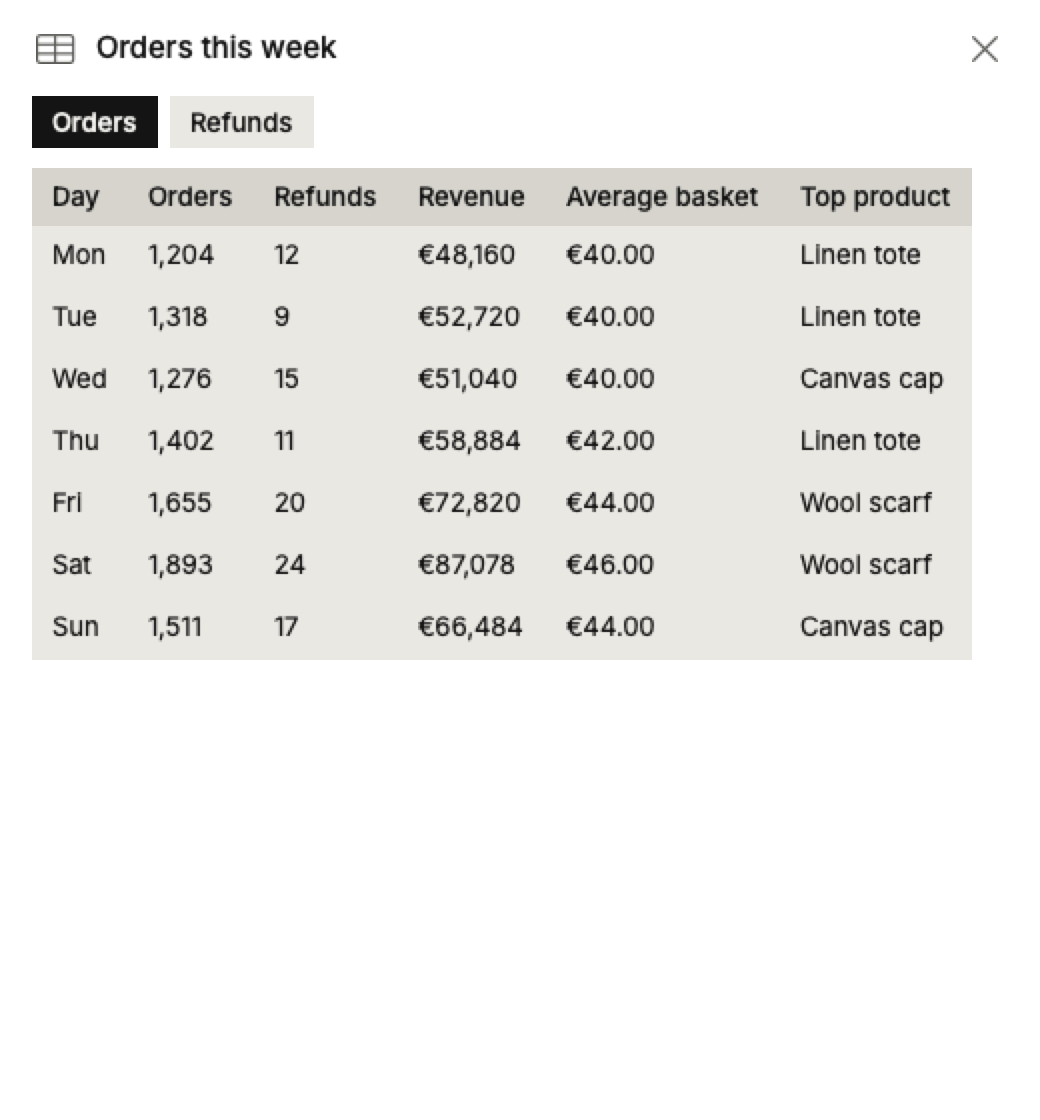 Orders this week
Orders Refunds
Day Orders Refunds Revenue Average basket Top product
Mon 1,204 12 €48,160 €40.00 Linen tote
Tue 1,318 9 €52,720 €40.00 Linen tote
Wed 1,276 15 €51,040 €40.00 Canvas cap
Thu 1,402 11 €58,884 €42.00 Linen tote
Fri 1,655 20 €72,820 €44.00 Wool scarf
Sat 1,893 24 €87,078 €46.00 Wool scarf
Sun 1,511 17 €66,484 €44.00 Canvas cap